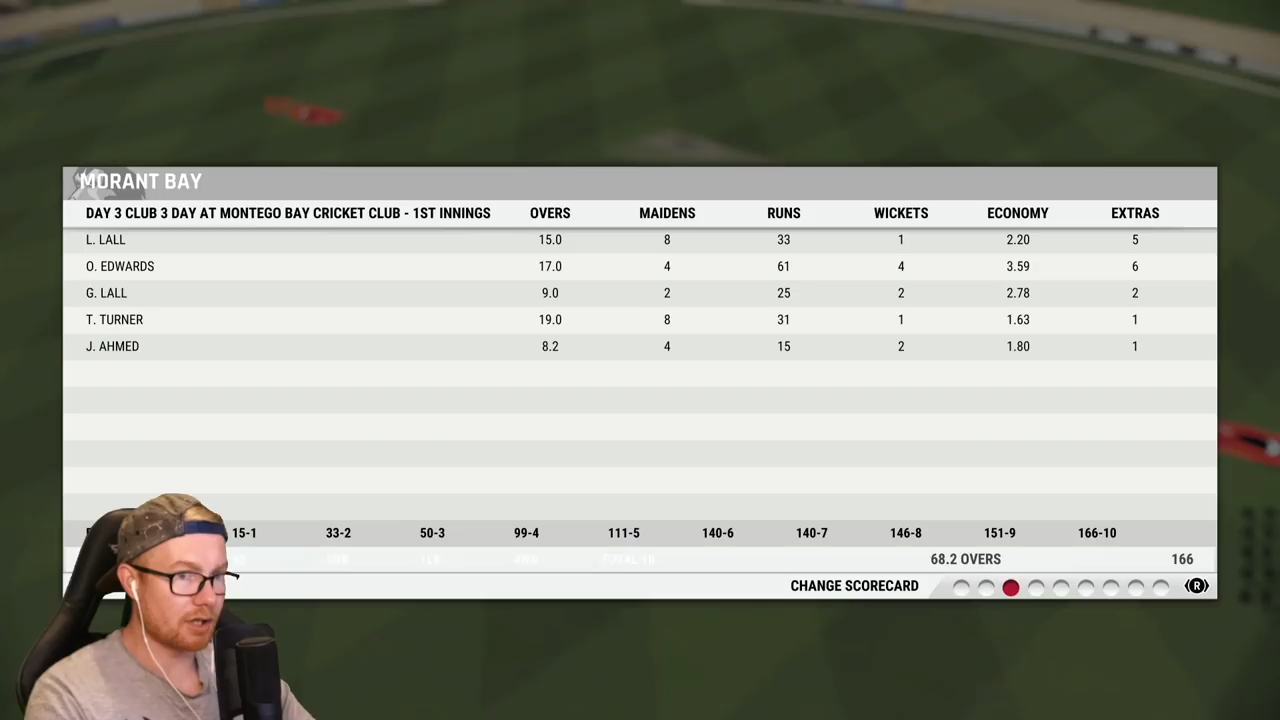 MORANT BAY
DAY 3 CLUB 3 DAY AT MONTEGO BAY CRICKET CLUB - 1ST INNINGS OVERS MAIDENS RUNS WICKETS ECONOMY EXTRAS
L. LALL 15.0 8 33 1 2.20 5
O. EDWARDS 17.0 4 61 4 3.59 6
G. LALL 9.0 2 25 2 2.78 2
T. TURNER 19.0 8 31 1 1.63 1
J. AHMED 8.2 4 15 2 1.80 1
15-1 33-2 50-3 99-4 111-5 140-6 140-7 146-8 151-9 166-10
68.2 OVERS 166
CHANGE SCORECARD R